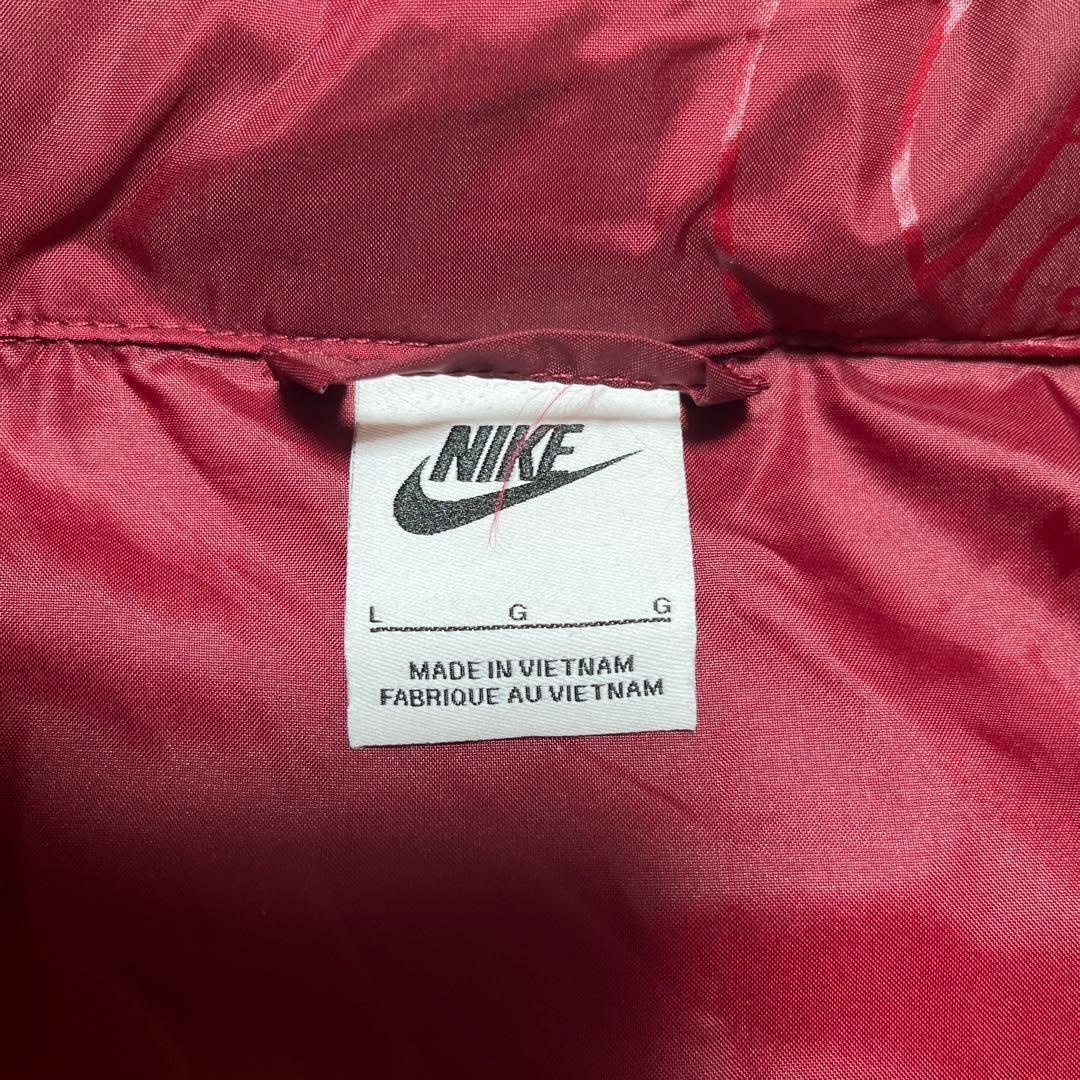 NIKE
L G G
MADE IN VIETNAM
FABRIQUE AU VIETNAM